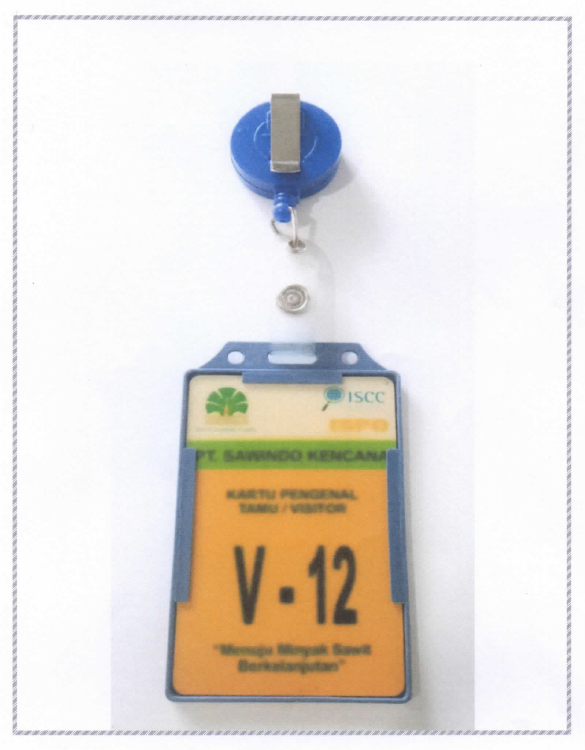 ISCC
ISPO
PT. SAWINDO KENCANA
KARTU PENGENAL
TAMU / VISITOR
V - 12
"Menuju Minyak Sawit
Berkelanjutan"